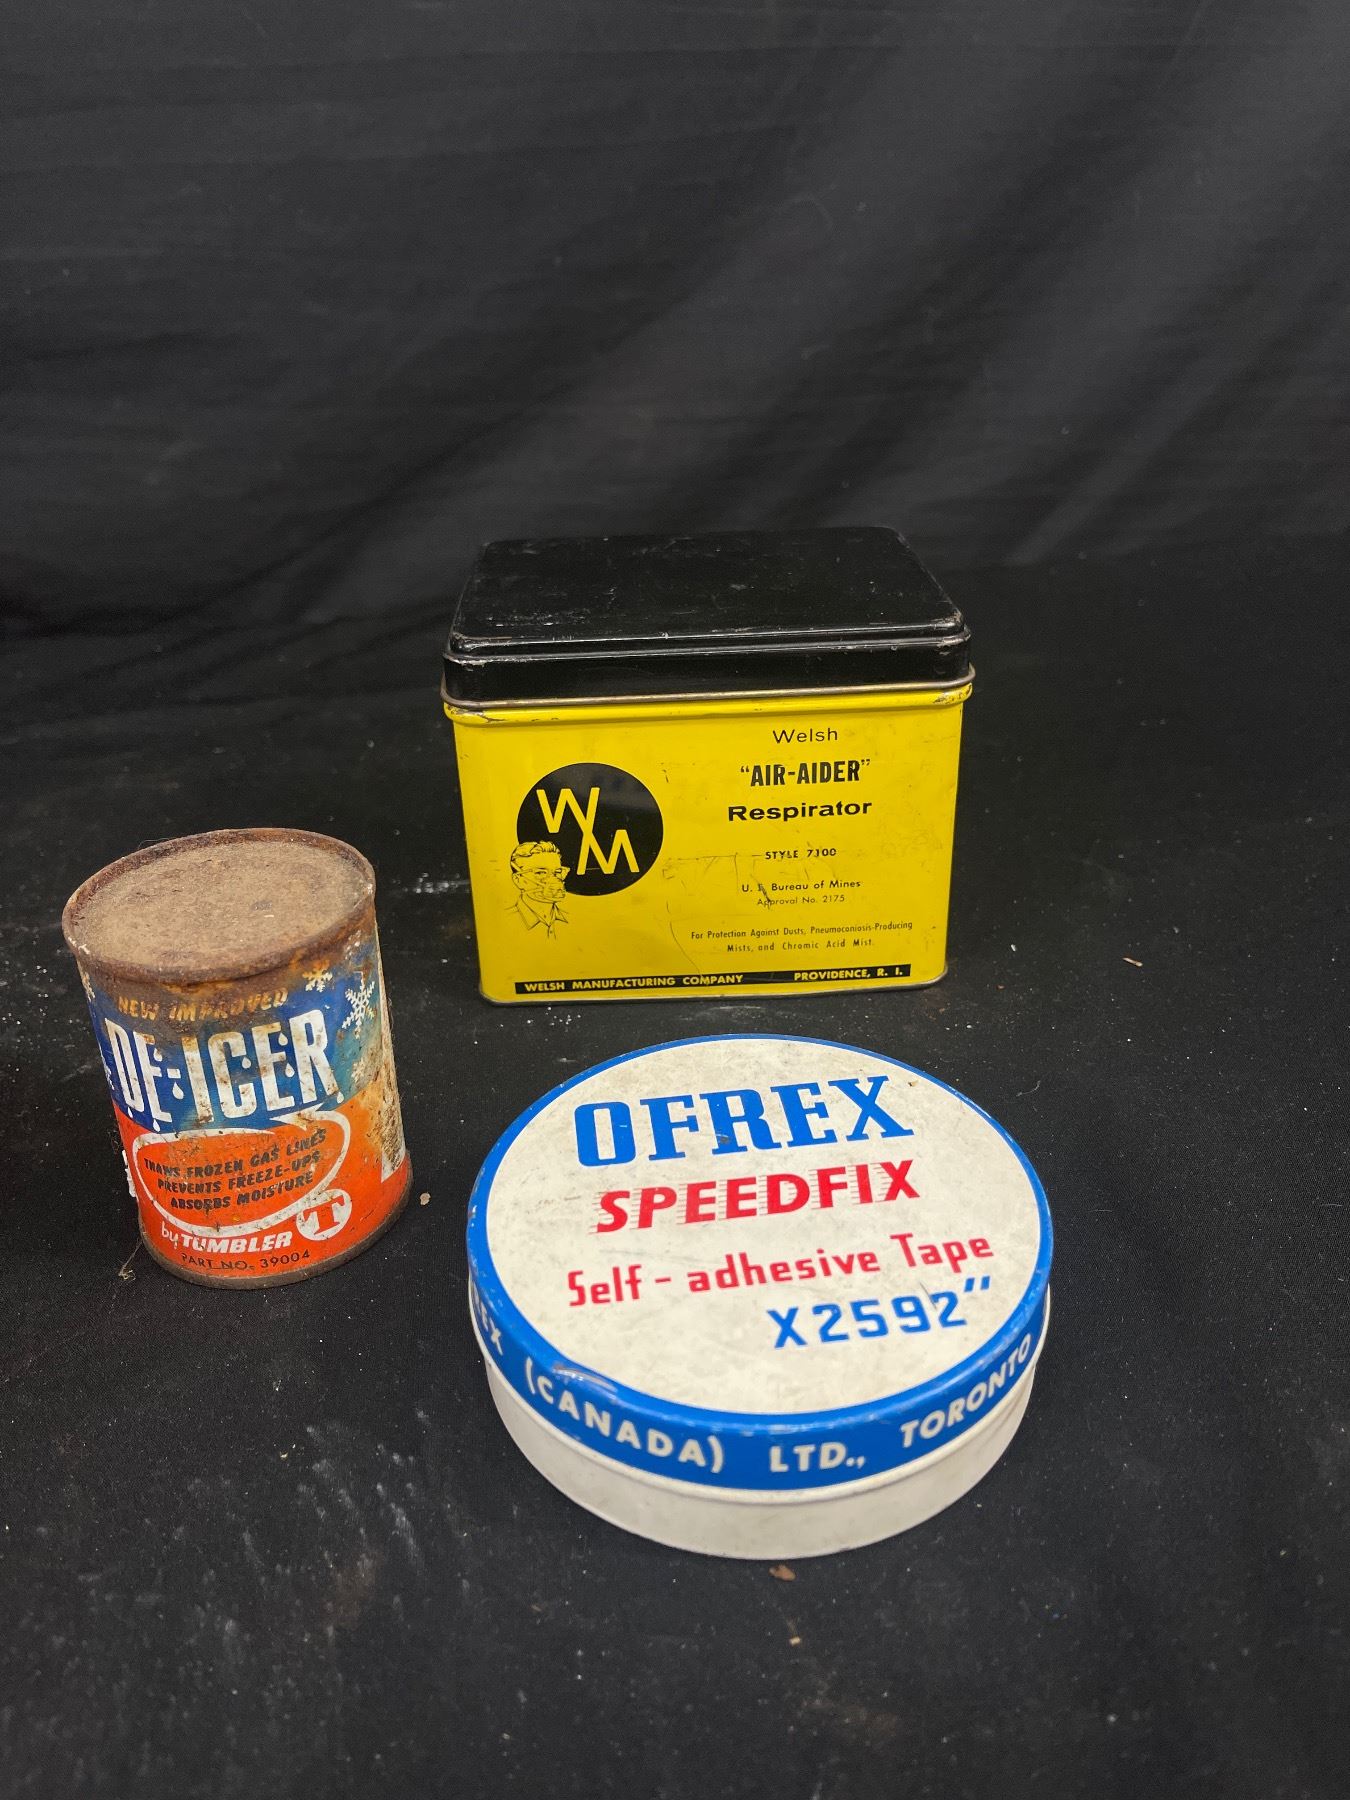 WM
Welsh
“AIR-AIDER”
Respirator
STYLE 7100
U. S. Bureau of Mines
Approval No. 2175
For Protection Against Dusts, Pneumoconiosis-Producing
Mists, and Chromic Acid Mist.
WELSH MANUFACTURING COMPANY PROVIDENCE, R. I.
NEW IMPROVED
DE-ICER
THAWS FROZEN GAS LINES
PREVENTS FREEZE-UPS
ABSORBS MOISTURE
by TUMBLER T
PART NO. 39004
OFREX
SPEEDFIX
Self - adhesive Tape
X2592”
(CANADA) LTD., TORONTO